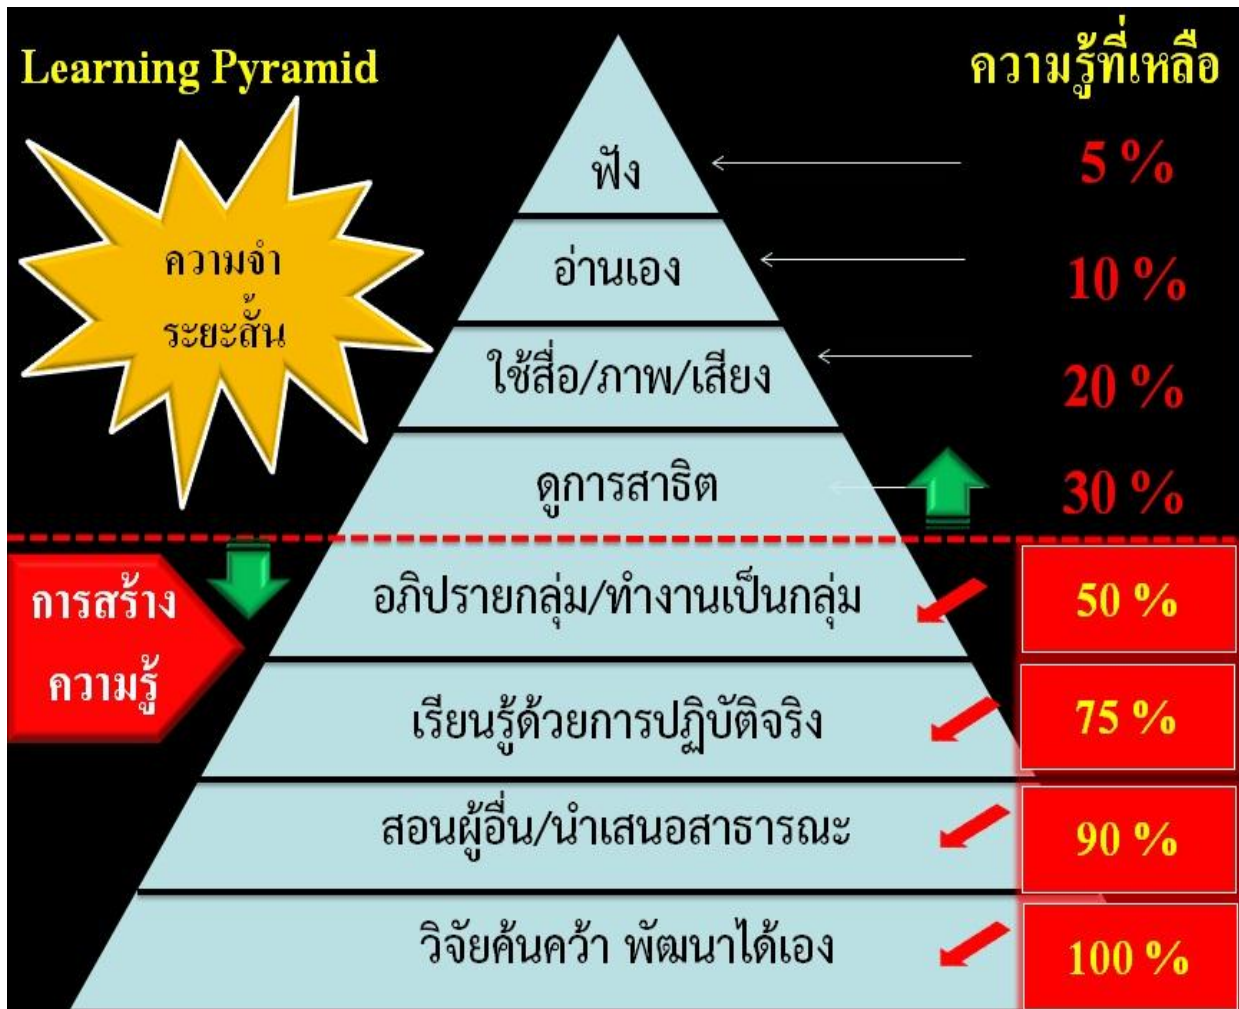 Learning Pyramid
ความรู้ที่เหลือ
ฟัง
5 %
ความจำ
ระยะสั้น
อ่านเอง
10 %
ใช้สื่อ/ภาพ/เสียง
20 %
ดูการสาธิต
30 %
การสร้าง
ความรู้
อภิปรายกลุ่ม/ทำงานเป็นกลุ่ม
50 %
เรียนรู้ด้วยการปฏิบัติจริง
75 %
สอนผู้อื่น/นำเสนอสาธารณะ
90 %
วิจัยค้นคว้า พัฒนาได้เอง
100 %